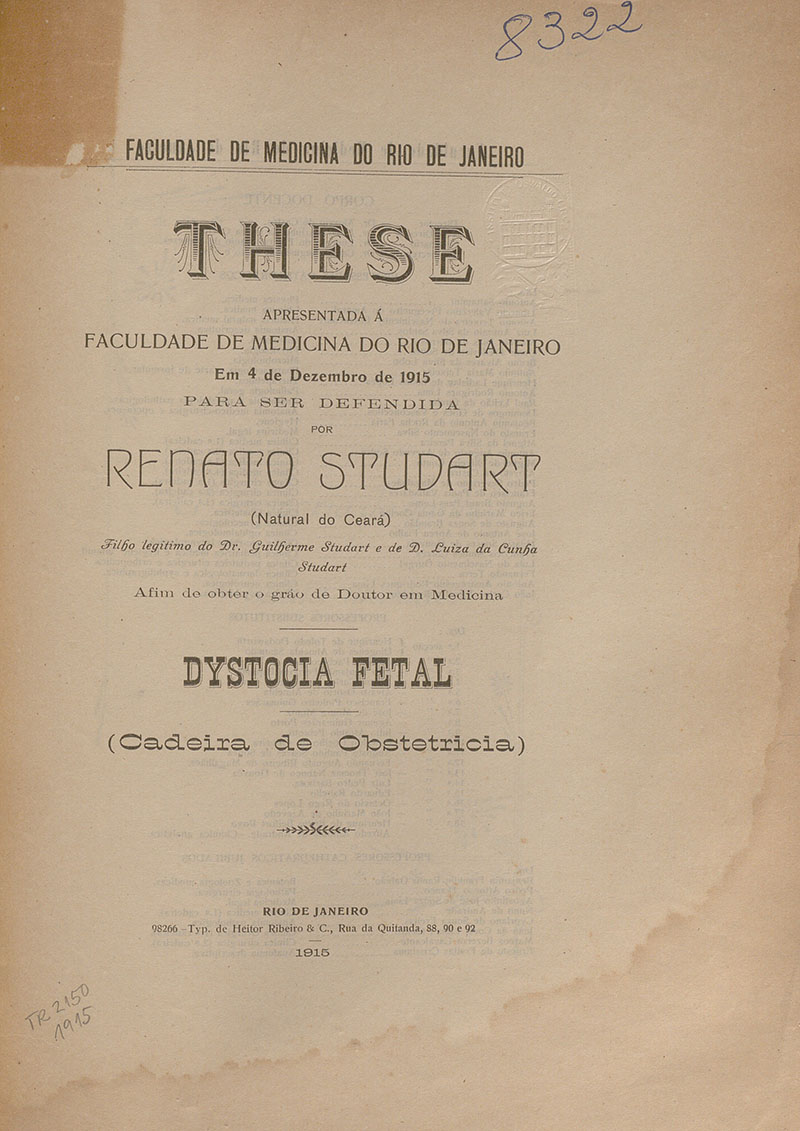 8322
FACULDADE DE MEDICINA DO RIO DE JANEIRO
THESE
APRESENTADA Á
FACULDADE DE MEDICINA DO RIO DE JANEIRO
Em 4 de Dezembro de 1915
PARA SER DEFENDIDA
POR
RENATO STUDART
(Natural do Ceará)
Filho legitimo do Dr. Guilherme Studart e de D. Luiza da Cunha
Studart
Afim de obter o gráo de Doutor em Medicina
DYSTOCIA FETAL
(Cadeira de Obstetricia)
RIO DE JANEIRO
98266 - Typ. de Heitor Ribeiro & C., Rua da Quitanda, 88, 90 e 92
1915
TR 2150
1915